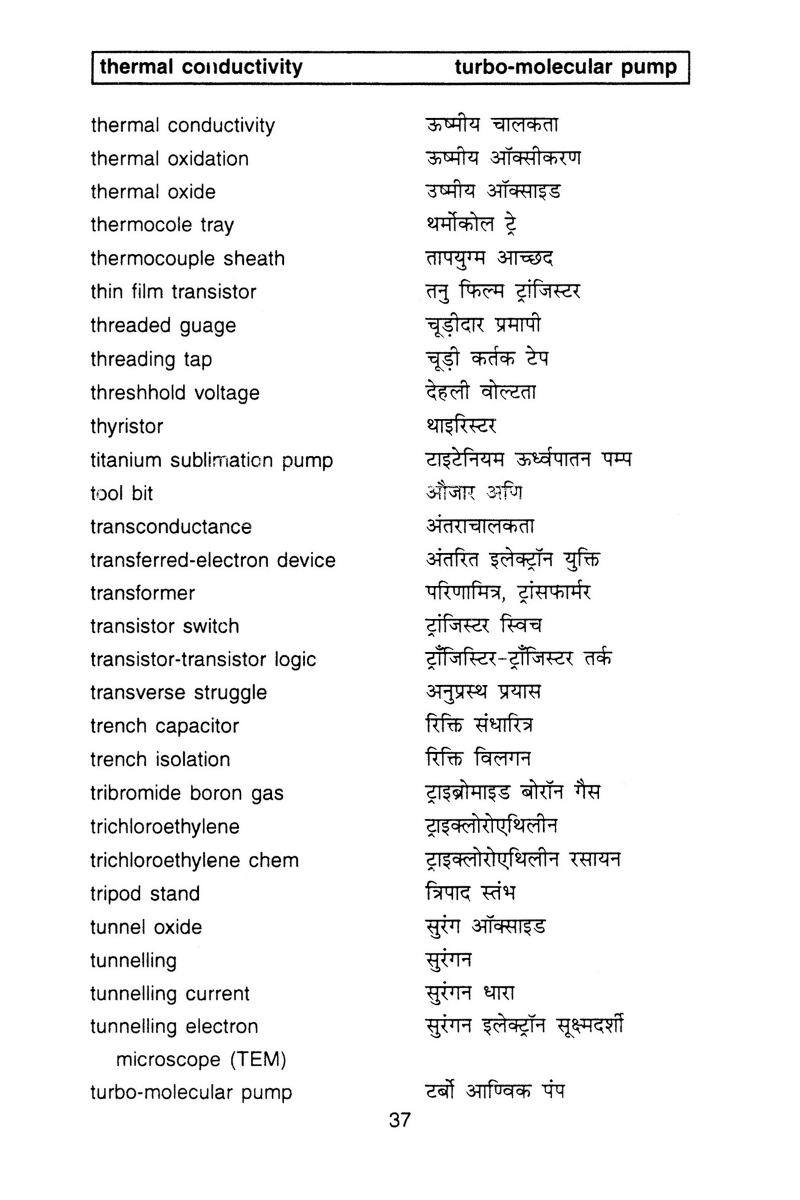 thermal conductivity turbo-molecular pump
thermal conductivity ऊष्मीय चालकता
thermal oxidation ऊष्मीय ऑक्सीकरण
thermal oxide उष्मीय ऑक्साइड
thermocole tray थर्मोकोल ट्रे
thermocouple sheath तापयुग्म आच्छद
thin film transistor तनु फिल्म ट्रांजिस्टर
threaded guage चूड़ीदार प्रमापी
threading tap चूड़ी कर्तक टेप
threshhold voltage देहली वोल्टता
thyristor थाइरिस्टर
titanium sublimation pump टाइटेनियम ऊर्ध्वपातन पम्प
tool bit औजार अणि
transconductance अंतराचालकता
transferred-electron device अंतरित इलेक्ट्रॉन युक्ति
transformer परिणामित्र, ट्रांसफार्मर
transistor switch ट्रांजिस्टर स्विच
transistor-transistor logic ट्राँजिस्टिर-ट्राँजिस्टर तर्क
transverse struggle अनुप्रस्थ प्रयास
trench capacitor रिक्ति संधारित्र
trench isolation रिक्ति विलगन
tribromide boron gas ट्राइब्रोमाइड बोरॉन गैस
trichloroethylene ट्राइक्लोरोएथिलीन
trichloroethylene chem ट्राइक्लोरोएथिलीन रसायन
tripod stand त्रिपाद स्तंभ
tunnel oxide सुरंग ऑक्साइड
tunnelling सुरंगन
tunnelling current सुरंगन धारा
tunnelling electron सुरंगन इलेक्ट्रॉन सूक्ष्मदर्शी
microscope (TEM)
turbo-molecular pump टर्बो आण्विक पंप
37